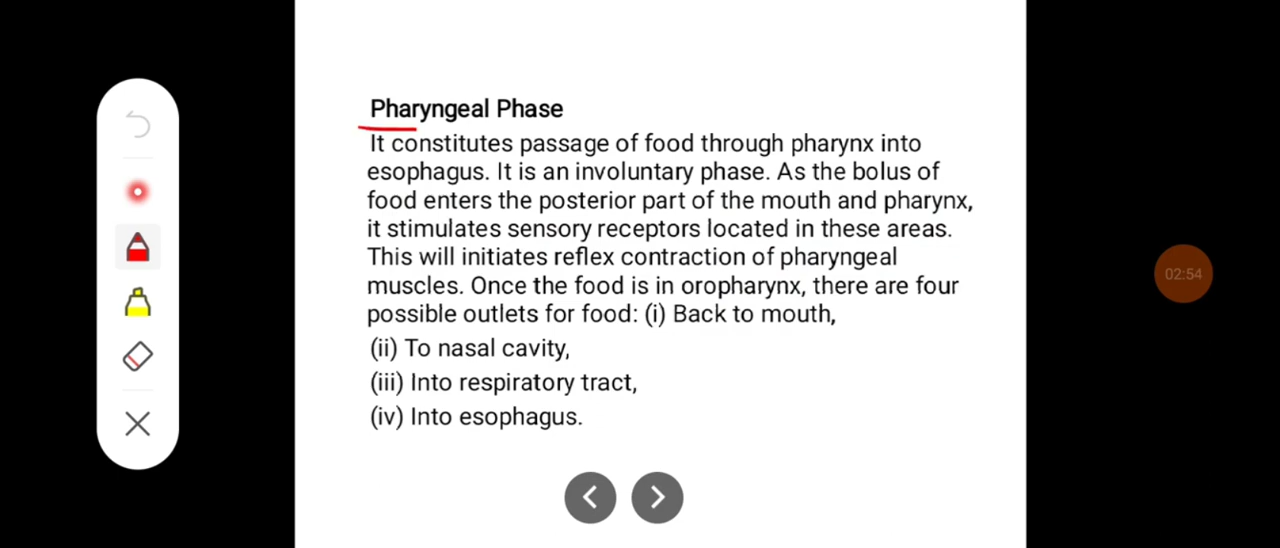 Pharyngeal Phase
It constitutes passage of food through pharynx into
esophagus. It is an involuntary phase. As the bolus of
food enters the posterior part of the mouth and pharynx,
it stimulates sensory receptors located in these areas.
This will initiates reflex contraction of pharyngeal
muscles. Once the food is in oropharynx, there are four
possible outlets for food: (i) Back to mouth,
(ii) To nasal cavity,
(iii) Into respiratory tract,
(iv) Into esophagus.
02:54